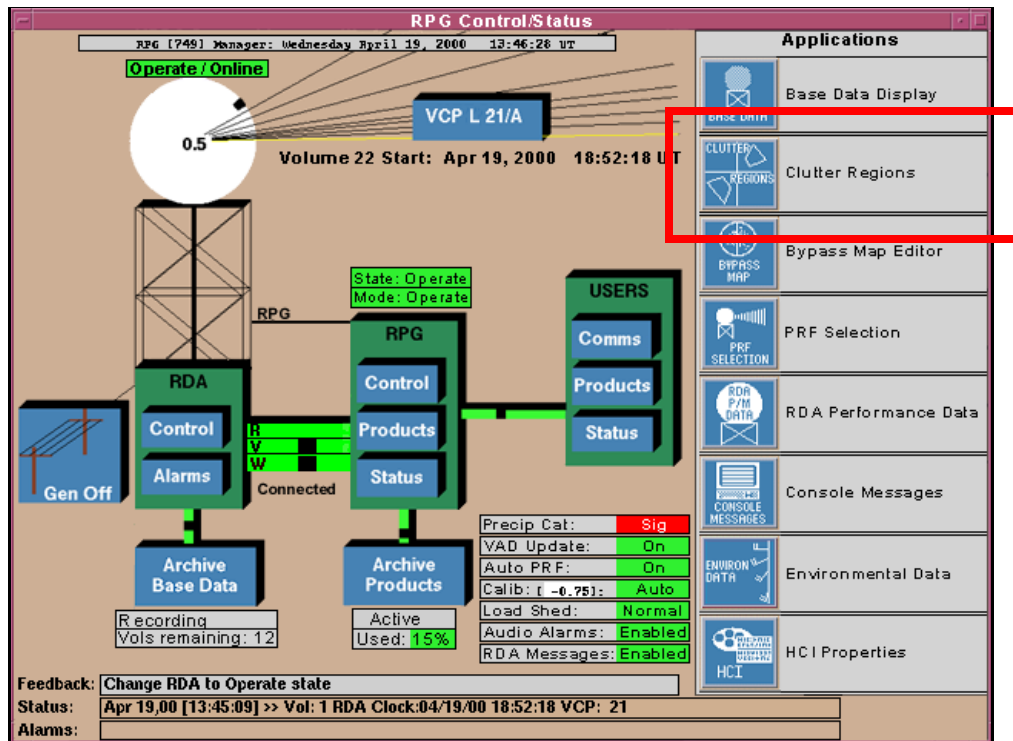 RPG Control/Status
RPG [749] Manager: Wednesday April 19, 2000 13:46:28 UT
Operate / Online
0.5
VCP L 21/A
Volume 22 Start: Apr 19, 2000 18:52:18 UT
RPG
State: Operate
Mode: Operate
RDA
Control
Alarms
Gen Off
R
V
W
Connected
RPG
Control
Products
Status
USERS
Comms
Products
Status
Archive
Base Data
Recording
Vols remaining: 12
Archive
Products
Active
Used: 15%
Precip Cat: Sig
VAD Update: On
Auto PRF: On
Calib: [ -0.75]: Auto
Load Shed: Normal
Audio Alarms: Enabled
RDA Messages: Enabled
Applications
BASE DATA
Base Data Display
CLUTTER
REGIONS
Clutter Regions
BYPASS
MAP
Bypass Map Editor
PRF
SELECTION
PRF Selection
RDA
P/M
DATA
RDA Performance Data
CONSOLE
MESSAGES
Console Messages
ENVIRON
DATA
Environmental Data
HCI
HCI Properties
Feedback: Change RDA to Operate state
Status: Apr 19,00 [13:45:09] >> Vol: 1 RDA Clock:04/19/00 18:52:18 VCP: 21
Alarms: